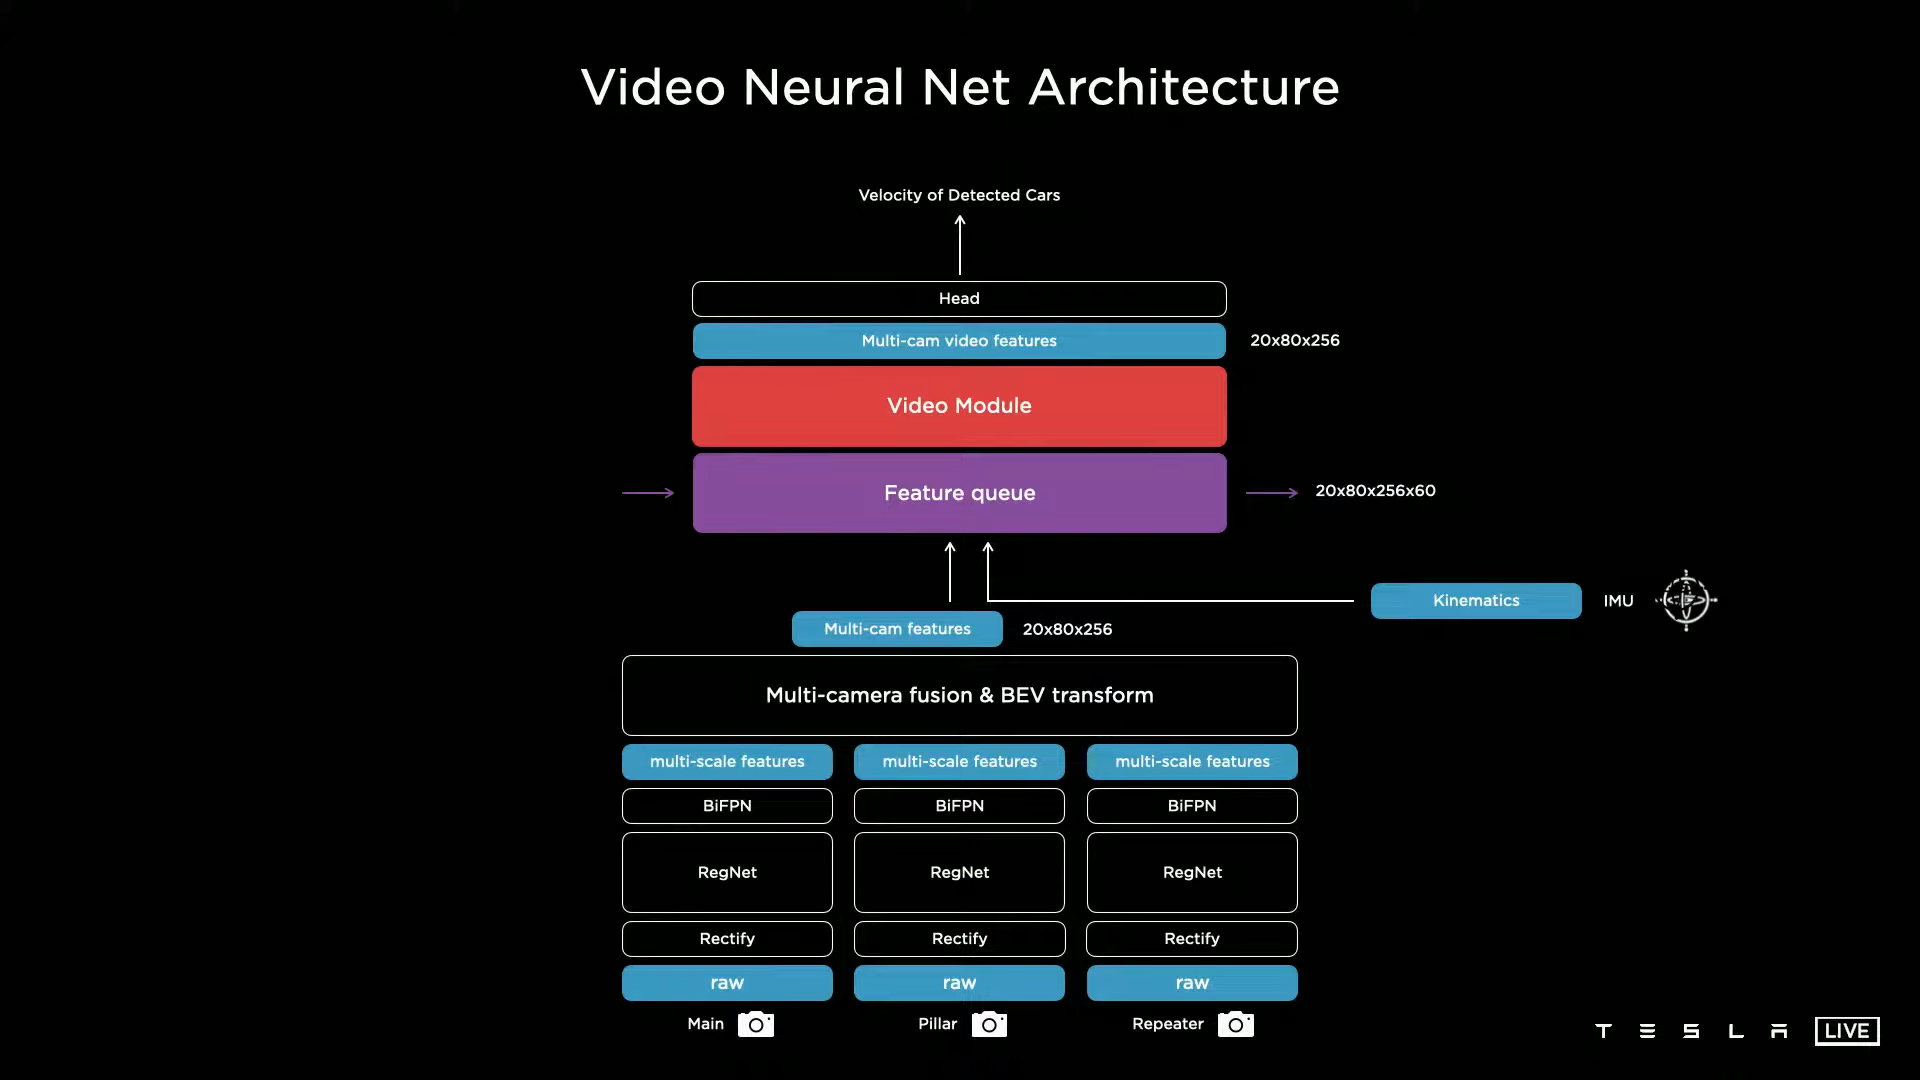 Video Neural Net Architecture
Velocity of Detected Cars
Head
Multi-cam video features 20x80x256
Video Module
Feature queue 20x80x256x60
Kinematics IMU
Multi-cam features 20x80x256
Multi-camera fusion & BEV transform
multi-scale features multi-scale features multi-scale features
BiFPN BiFPN BiFPN
RegNet RegNet RegNet
Rectify Rectify Rectify
raw raw raw
Main Pillar Repeater
TESLA LIVE